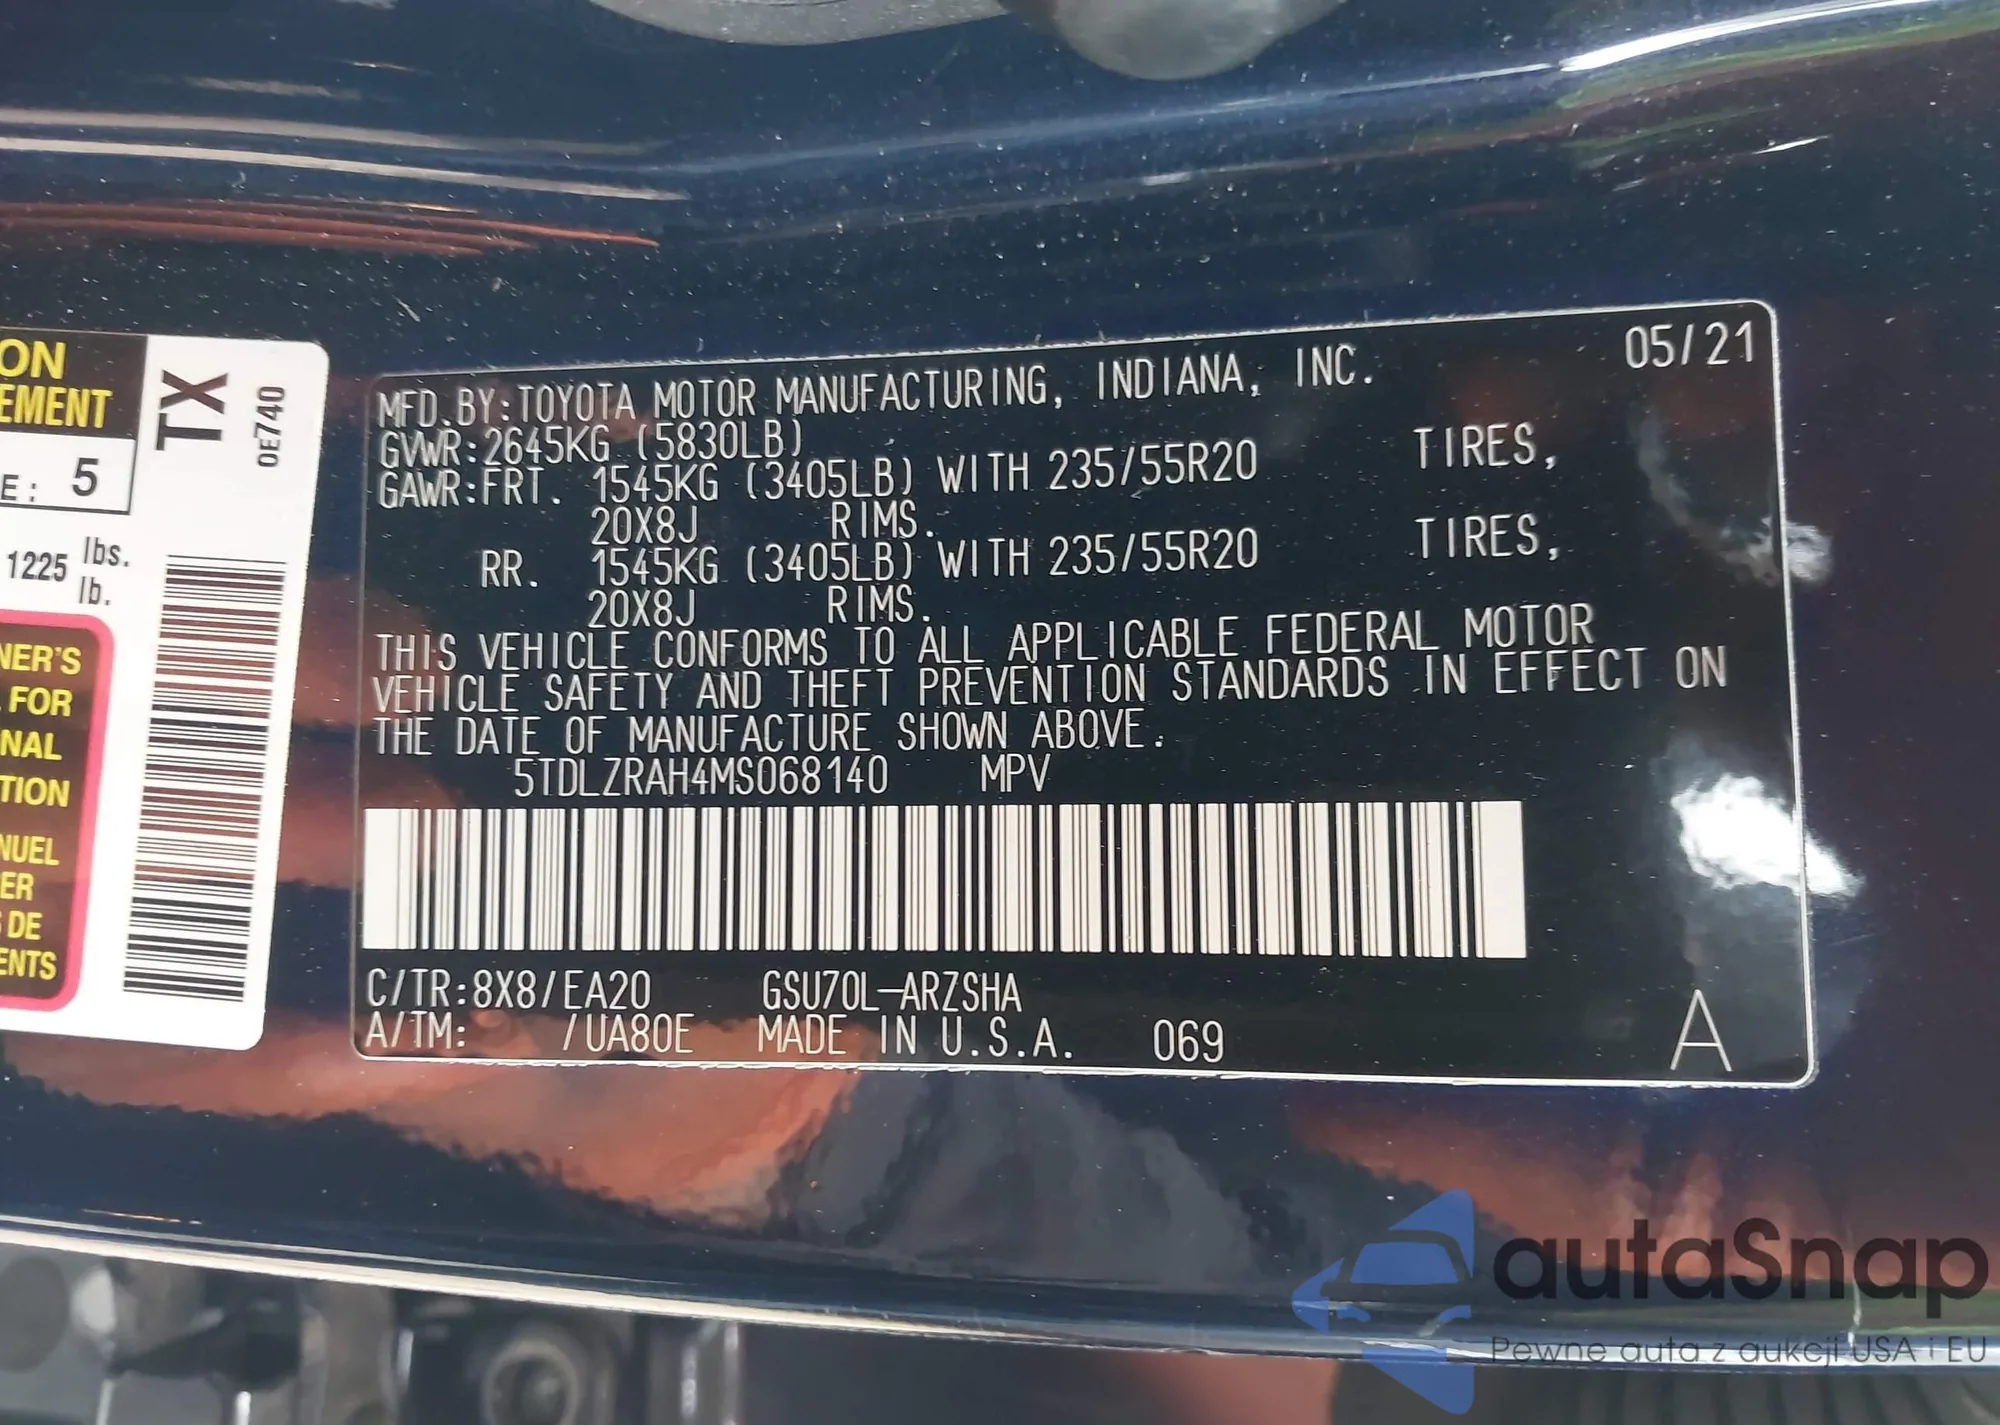 ON
EMENT
E: 5
TX
0E740
1225 lbs.
lb.
NER'S
FOR
NAL
TION
NUEL
ER
DE
ENTS
05/21
MFD.BY:TOYOTA MOTOR MANUFACTURING, INDIANA, INC.
GVWR:2645KG (5830LB)
GAWR:FRT. 1545KG (3405LB) WITH 235/55R20 TIRES,
20X8J RIMS.
RR. 1545KG (3405LB) WITH 235/55R20 TIRES,
20X8J RIMS.
THIS VEHICLE CONFORMS TO ALL APPLICABLE FEDERAL MOTOR
VEHICLE SAFETY AND THEFT PREVENTION STANDARDS IN EFFECT ON
THE DATE OF MANUFACTURE SHOWN ABOVE.
5TDLZRAH4MS068140 MPV
C/TR:8X8/EA20 GSU70L-ARZSHA
A/TM: /UA80E MADE IN U.S.A. 069 A
autaSnap
Pewne auta z aukcji USA i EU